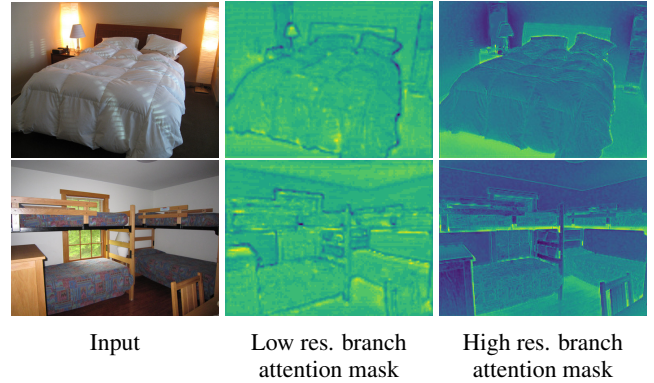 Input
Low res. branch
attention mask
High res. branch
attention mask